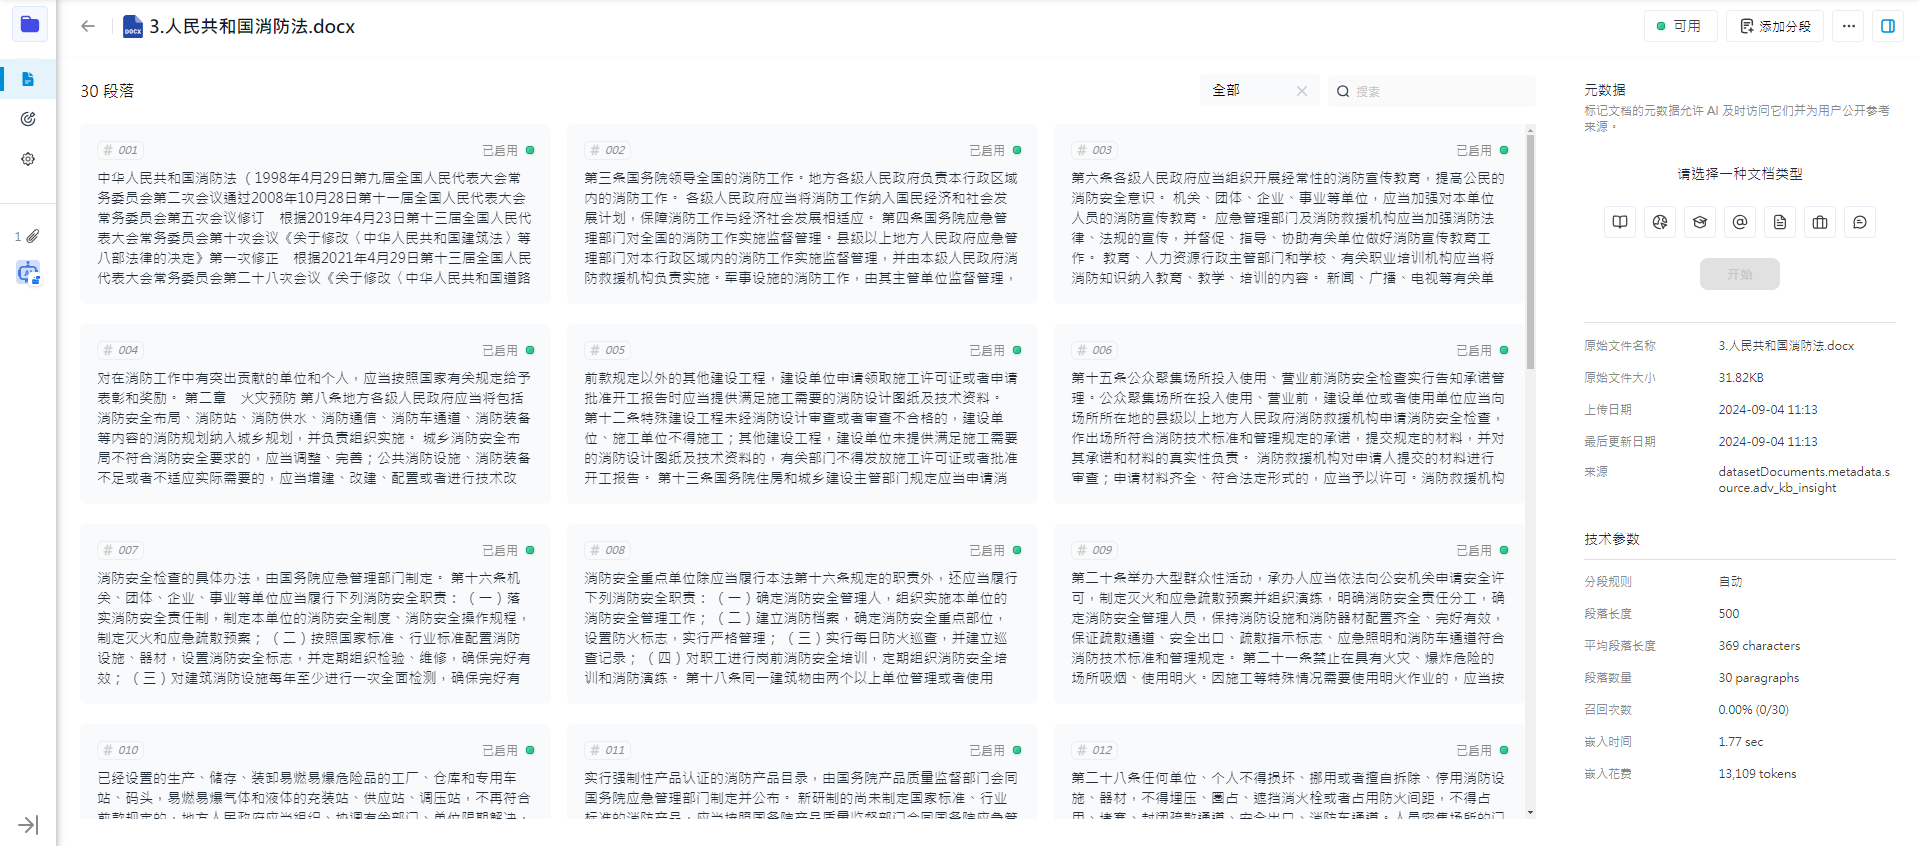 3.人民共和国消防法.docx
可用
添加分段
30 段落
全部
搜索
# 001
已启用
中华人民共和国消防法（1998年4月29日第九届全国人民代表大会常
务委员会第二次会议通过2008年10月28日第十一届全国人民代表大会
常务委员会第五次会议修订　根据2019年4月23日第十三届全国人民代
表大会常务委员会第十次会议《关于修改〈中华人民共和国建筑法〉等
八部法律的决定》第一次修正　根据2021年4月29日第十三届全国人民
代表大会常务委员会第二十八次会议《关于修改〈中华人民共和国道路
# 002
已启用
第三条国务院领导全国的消防工作。地方各级人民政府负责本行政区域
内的消防工作。 各级人民政府应当将消防工作纳入国民经济和社会发
展计划，保障消防工作与经济社会发展相适应。 第四条国务院应急管
理部门对全国的消防工作实施监督管理。县级以上地方人民政府应急管
理部门对本行政区域内的消防工作实施监督管理，并由本级人民政府消
防救援机构负责实施。军事设施的消防工作，由其主管单位监督管理，
# 003
已启用
第六条各级人民政府应当组织开展经常性的消防宣传教育，提高公民的
消防安全意识。 机关、团体、企业、事业等单位，应当加强对本单位
人员的消防宣传教育。 应急管理部门及消防救援机构应当加强消防法
律、法规的宣传，并督促、指导、协助有关单位做好消防宣传教育工
作。 教育、人力资源行政主管部门和学校、有关职业培训机构应当将
消防知识纳入教育、教学、培训的内容。 新闻、广播、电视等有关单
# 004
已启用
对在消防工作中有突出贡献的单位和个人，应当按照国家有关规定给予
表彰和奖励。 第二章　火灾预防 第八条地方各级人民政府应当将包括
消防安全布局、消防站、消防供水、消防通信、消防车通道、消防装备
等内容的消防规划纳入城乡规划，并负责组织实施。 城乡消防安全布
局不符合消防安全要求的，应当调整、完善；公共消防设施、消防装备
不足或者不适应实际需要的，应当增建、改建、配置或者进行技术改
# 005
已启用
前款规定以外的其他建设工程，建设单位申请领取施工许可证或者申请
批准开工报告时应当提供满足施工需要的消防设计图纸及技术资料。
第十二条特殊建设工程未经消防设计审查或者审查不合格的，建设单
位、施工单位不得施工；其他建设工程，建设单位未提供满足施工需要
的消防设计图纸及技术资料的，有关部门不得发放施工许可证或者批准
开工报告。 第十三条国务院住房和城乡建设主管部门规定应当申请消
# 006
已启用
第十五条公众聚集场所投入使用、营业前消防安全检查实行告知承诺管
理。公众聚集场所在投入使用、营业前，建设单位或者使用单位应当向
场所所在地的县级以上地方人民政府消防救援机构申请消防安全检查，
作出场所符合消防技术标准和管理规定的承诺，提交规定的材料，并对
其承诺和材料的真实性负责。 消防救援机构对申请人提交的材料进行
审查；申请材料齐全、符合法定形式的，应当予以许可。消防救援机构
# 007
已启用
消防安全检查的具体办法，由国务院应急管理部门制定。 第十六条机
关、团体、企业、事业等单位应当履行下列消防安全职责：（一）落
实消防安全责任制，制定本单位的消防安全制度、消防安全操作规程，
制定灭火和应急疏散预案；（二）按照国家标准、行业标准配置消防
设施、器材，设置消防安全标志，并定期组织检验、维修，确保完好有
效；（三）对建筑消防设施每年至少进行一次全面检测，确保完好有
# 008
已启用
消防安全重点单位除应当履行本法第十六条规定的职责外，还应当履行
下列消防安全职责：（一）确定消防安全管理人，组织实施本单位的
消防安全管理工作；（二）建立消防档案，确定消防安全重点部位，
设置防火标志，实行严格管理；（三）实行每日防火巡查，并建立巡
查记录；（四）对职工进行岗前消防安全培训，定期组织消防安全培
训和消防演练。 第十八条同一建筑物由两个以上单位管理或者使用
# 009
已启用
第二十条举办大型群众性活动，承办人应当依法向公安机关申请安全许
可，制定灭火和应急疏散预案并组织演练，明确消防安全责任分工，确
定消防安全管理人员，保持消防设施和消防器材配置齐全、完好有效，
保证疏散通道、安全出口、疏散指示标志、应急照明和消防车通道符合
消防技术标准和管理规定。 第二十一条禁止在具有火灾、爆炸危险的
场所吸烟、使用明火。因施工等特殊情况需要使用明火作业的，应当按
# 010
已启用
已经设置的生产、储存、装卸易燃易爆危险品的工厂、仓库和专用车
站、码头，易燃易爆气体和液体的充装站、供应站、调压站，不再符合
前款规定的，地方人民政府应当组织、协调有关部门、单位限期解决，
# 011
已启用
实行强制性产品认证的消防产品目录，由国务院产品质量监督部门会同
国务院应急管理部门制定并公布。 新研制的尚未制定国家标准、行业
标准的消防产品，应当按照国务院产品质量监督部门会同国务院应急管
# 012
已启用
第二十八条任何单位、个人不得损坏、挪用或者擅自拆除、停用消防设
施、器材，不得埋压、圈占、遮挡消火栓或者占用防火间距，不得占
用、堵塞、封闭疏散通道、安全出口、消防车通道。人员密集场所的门
1
元数据
标记文档的元数据允许 AI 及时访问它们并为用户公开参考
来源。
请选择一种文档类型
开始
原始文件名称
3.人民共和国消防法.docx
原始文件大小
31.82KB
上传日期
2024-09-04 11:13
最后更新日期
2024-09-04 11:13
来源
datasetDocuments.metadata.s
ource.adv_kb_insight
技术参数
分段规则
自动
段落长度
500
平均段落长度
369 characters
段落数量
30 paragraphs
召回次数
0.00% (0/30)
嵌入时间
1.77 sec
嵌入花费
13,109 tokens